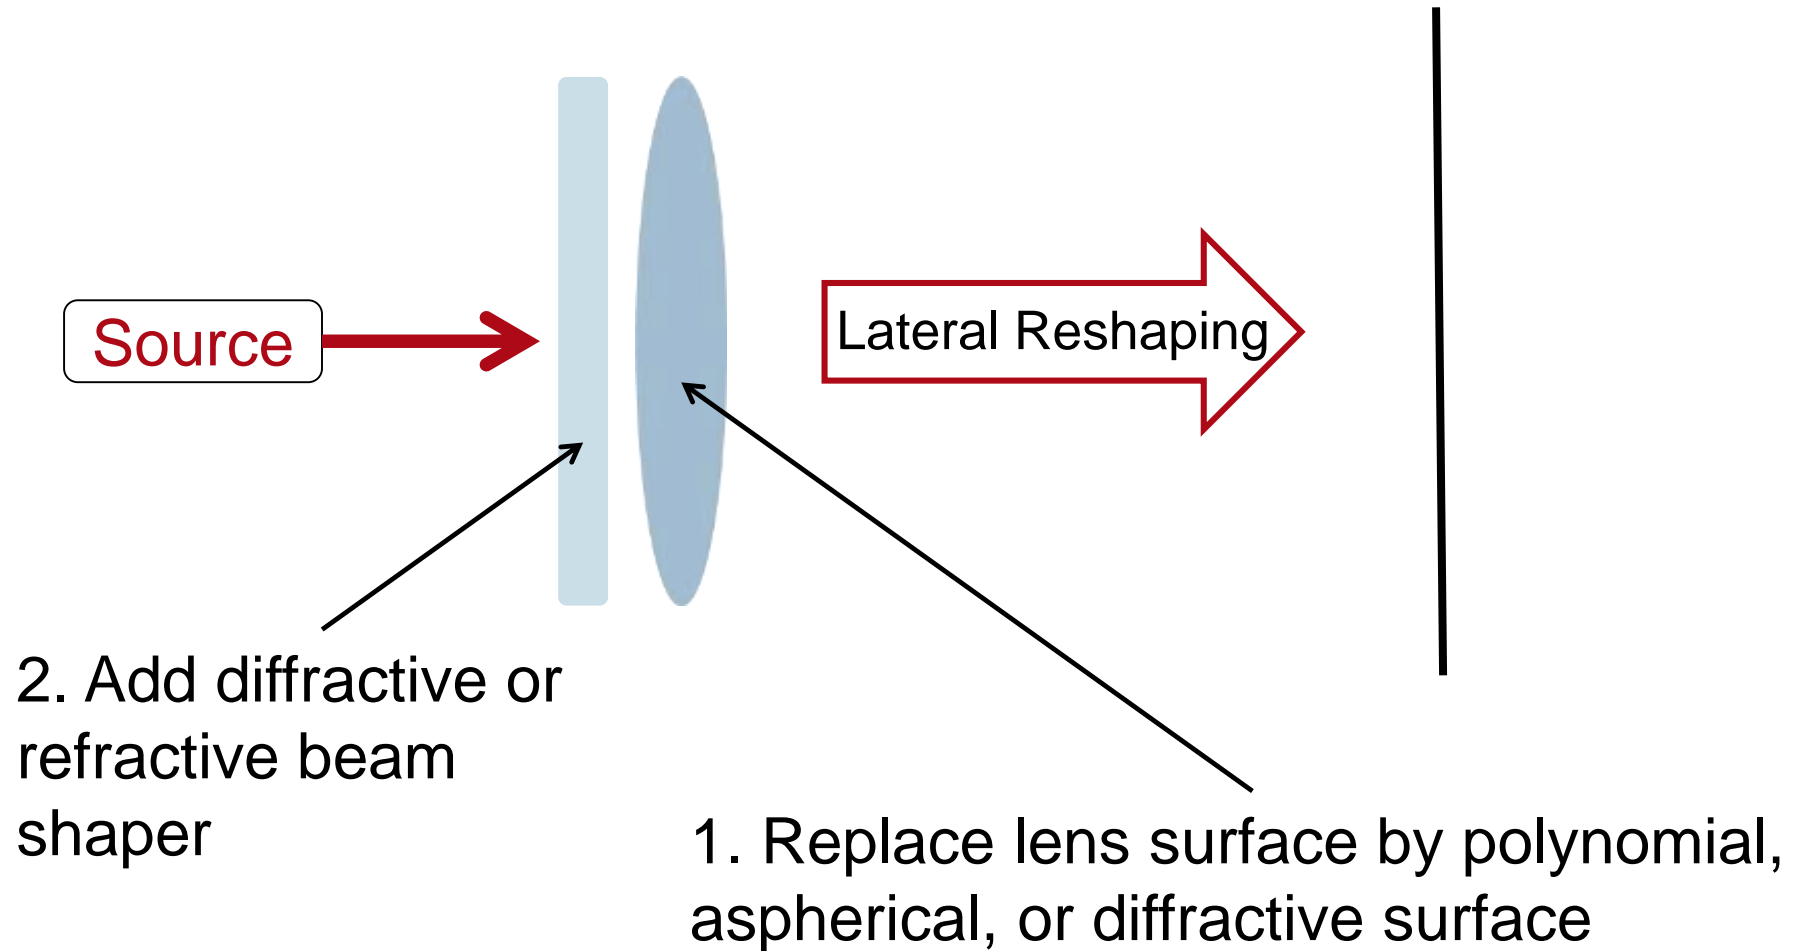 Source
Lateral Reshaping
2. Add diffractive or
refractive beam
shaper
1. Replace lens surface by polynomial,
aspherical, or diffractive surface